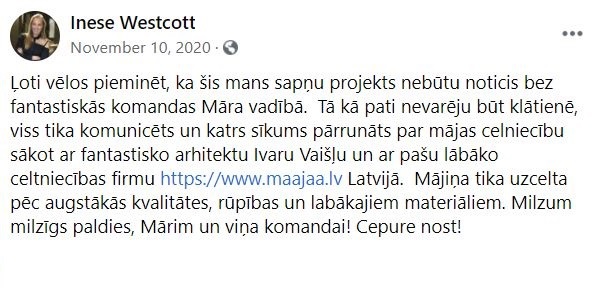 Inese Westcott
November 10, 2020 ·
Ļoti vēlos pieminēt, ka šis mans sapņu projekts nebūtu noticis bez
fantastiskās komandas Māra vadībā. Tā kā pati nevarēju būt klātienē,
viss tika komunicēts un katrs sīkums pārrunāts par mājas celniecību
sākot ar fantastisko arhitektu Ivaru Vaišļu un ar pašu lābāko
celtniecības firmu https://www.maajaa.lv Latvijā. Mājiņa tika uzcelta
pēc augstākās kvalitātes, rūpības un labākajiem materiāliem. Milzum
milzīgs paldies, Mārim un viņa komandai! Cepure nost!